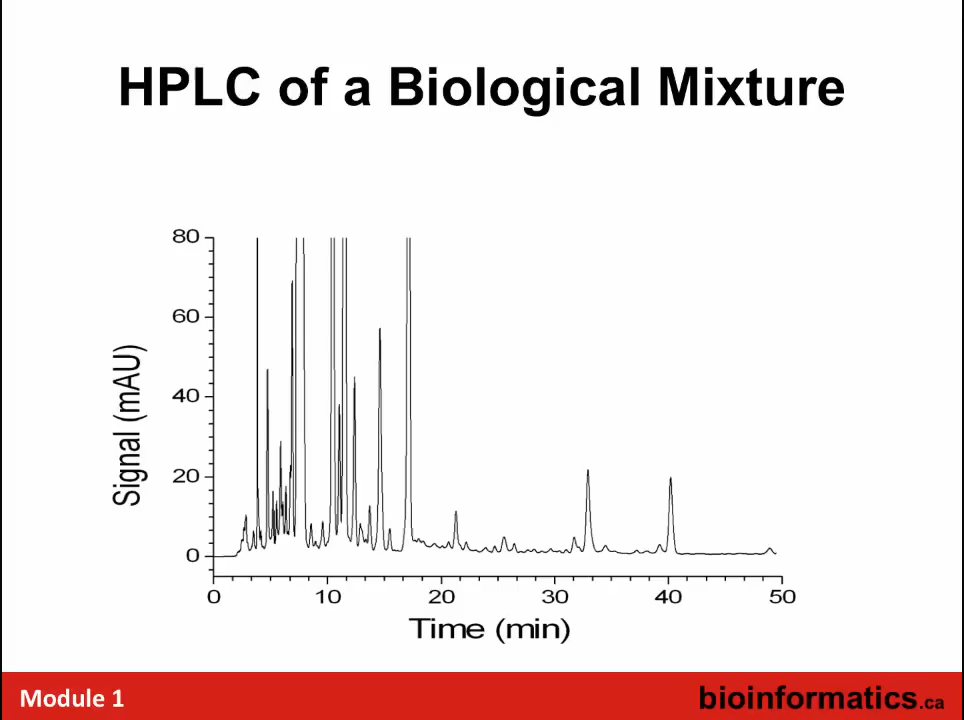 HPLC of a Biological Mixture
80
60
40
20
0
Signal (mAU)
0 10 20 30 40 50
Time (min)
Module 1
bioinformatics.ca